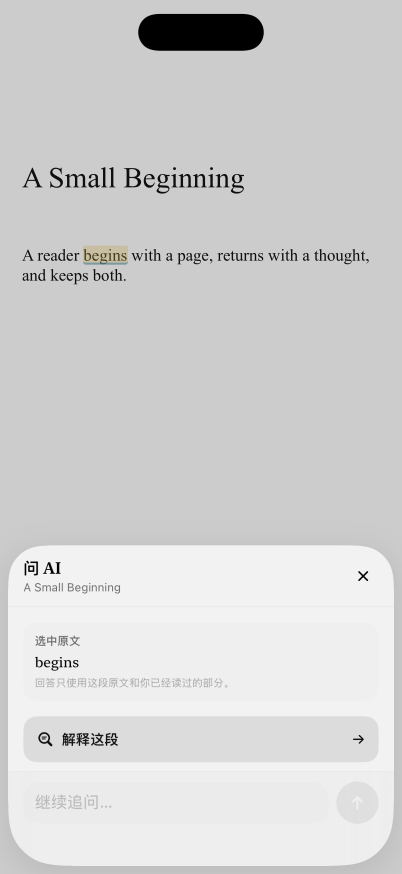 A Small Beginning
A reader begins with a page, returns with a thought,
and keeps both.
问 AI
A Small Beginning
选中原文
begins
回答只使用这段原文和你已经读过的部分。
解释这段
继续追问...